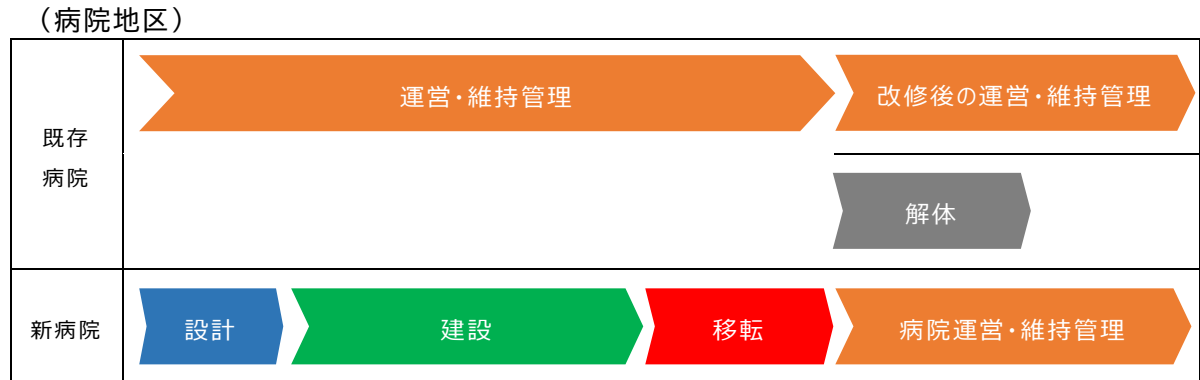 （病院地区）
既存
病院
運営・維持管理
改修後の運営・維持管理
解体
新病院
設計
建設
移転
病院運営・維持管理